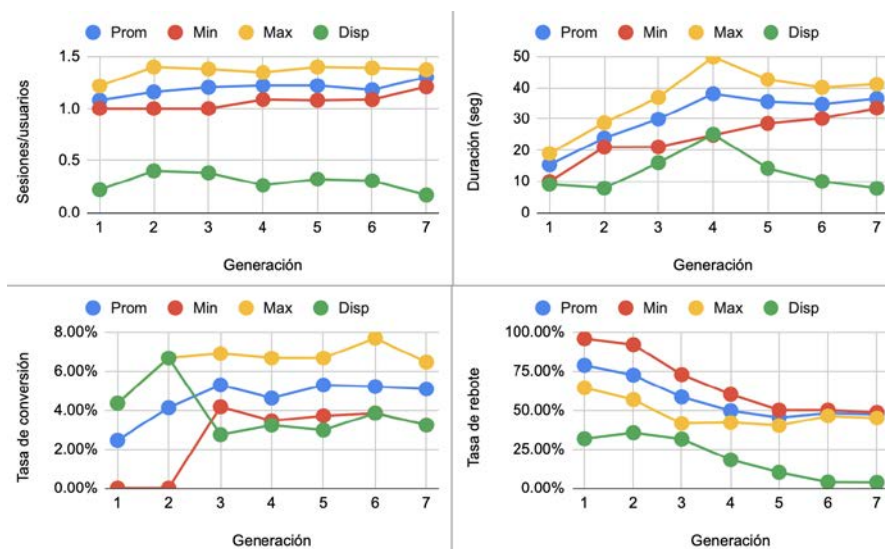 Prom Min Max Disp
Sesiones/usuarios
1.5
1.0
0.5
0.0
1 2 3 4 5 6 7
Generación
Prom Min Max Disp
Duración (seg)
50
40
30
20
10
0
1 2 3 4 5 6 7
Generación
Prom Min Max Disp
Tasa de conversión
8.00%
6.00%
4.00%
2.00%
0.00%
1 2 3 4 5 6 7
Generación
Prom Min Max Disp
Tasa de rebote
100.00%
75.00%
50.00%
25.00%
0.00%
1 2 3 4 5 6 7
Generación